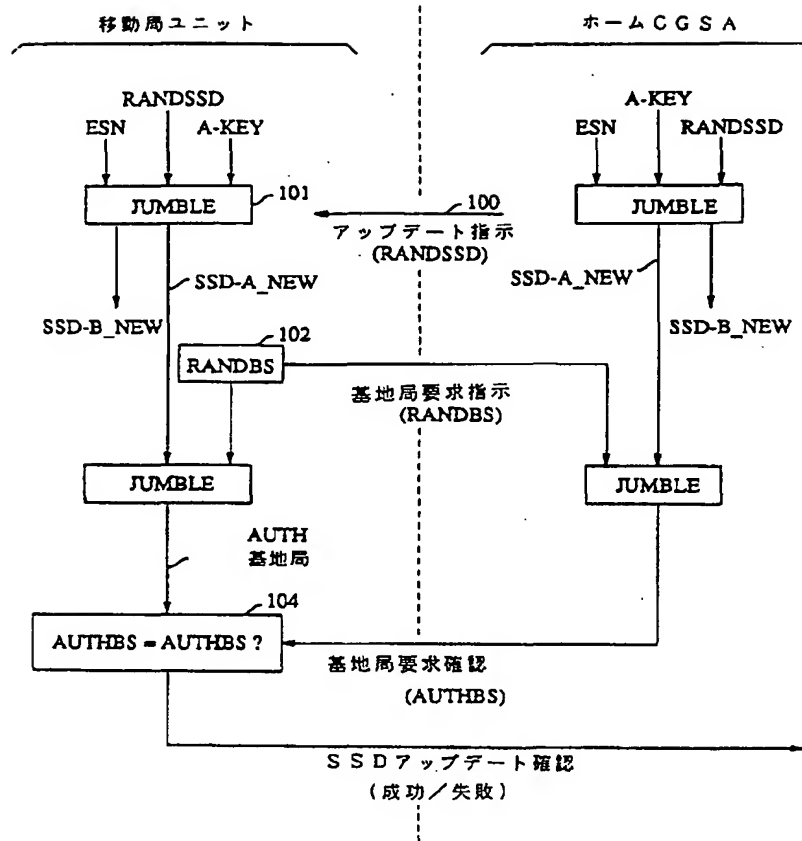 移動局ユニット
ホームCGSA
RANDSSD
ESN
A-KEY
A-KEY
ESN
RANDSSD
JUMBLE
101
100
アップデート指示
(RANDSSD)
JUMBLE
SSD-A_NEW
SSD-B_NEW
SSD-A_NEW
SSD-B_NEW
102
RANDBS
基地局要求指示
(RANDBS)
JUMBLE
JUMBLE
AUTH
基地局
104
AUTHBS = AUTHBS ?
基地局要求確認
(AUTHBS)
SSDアップデート確認
(成功/失敗)